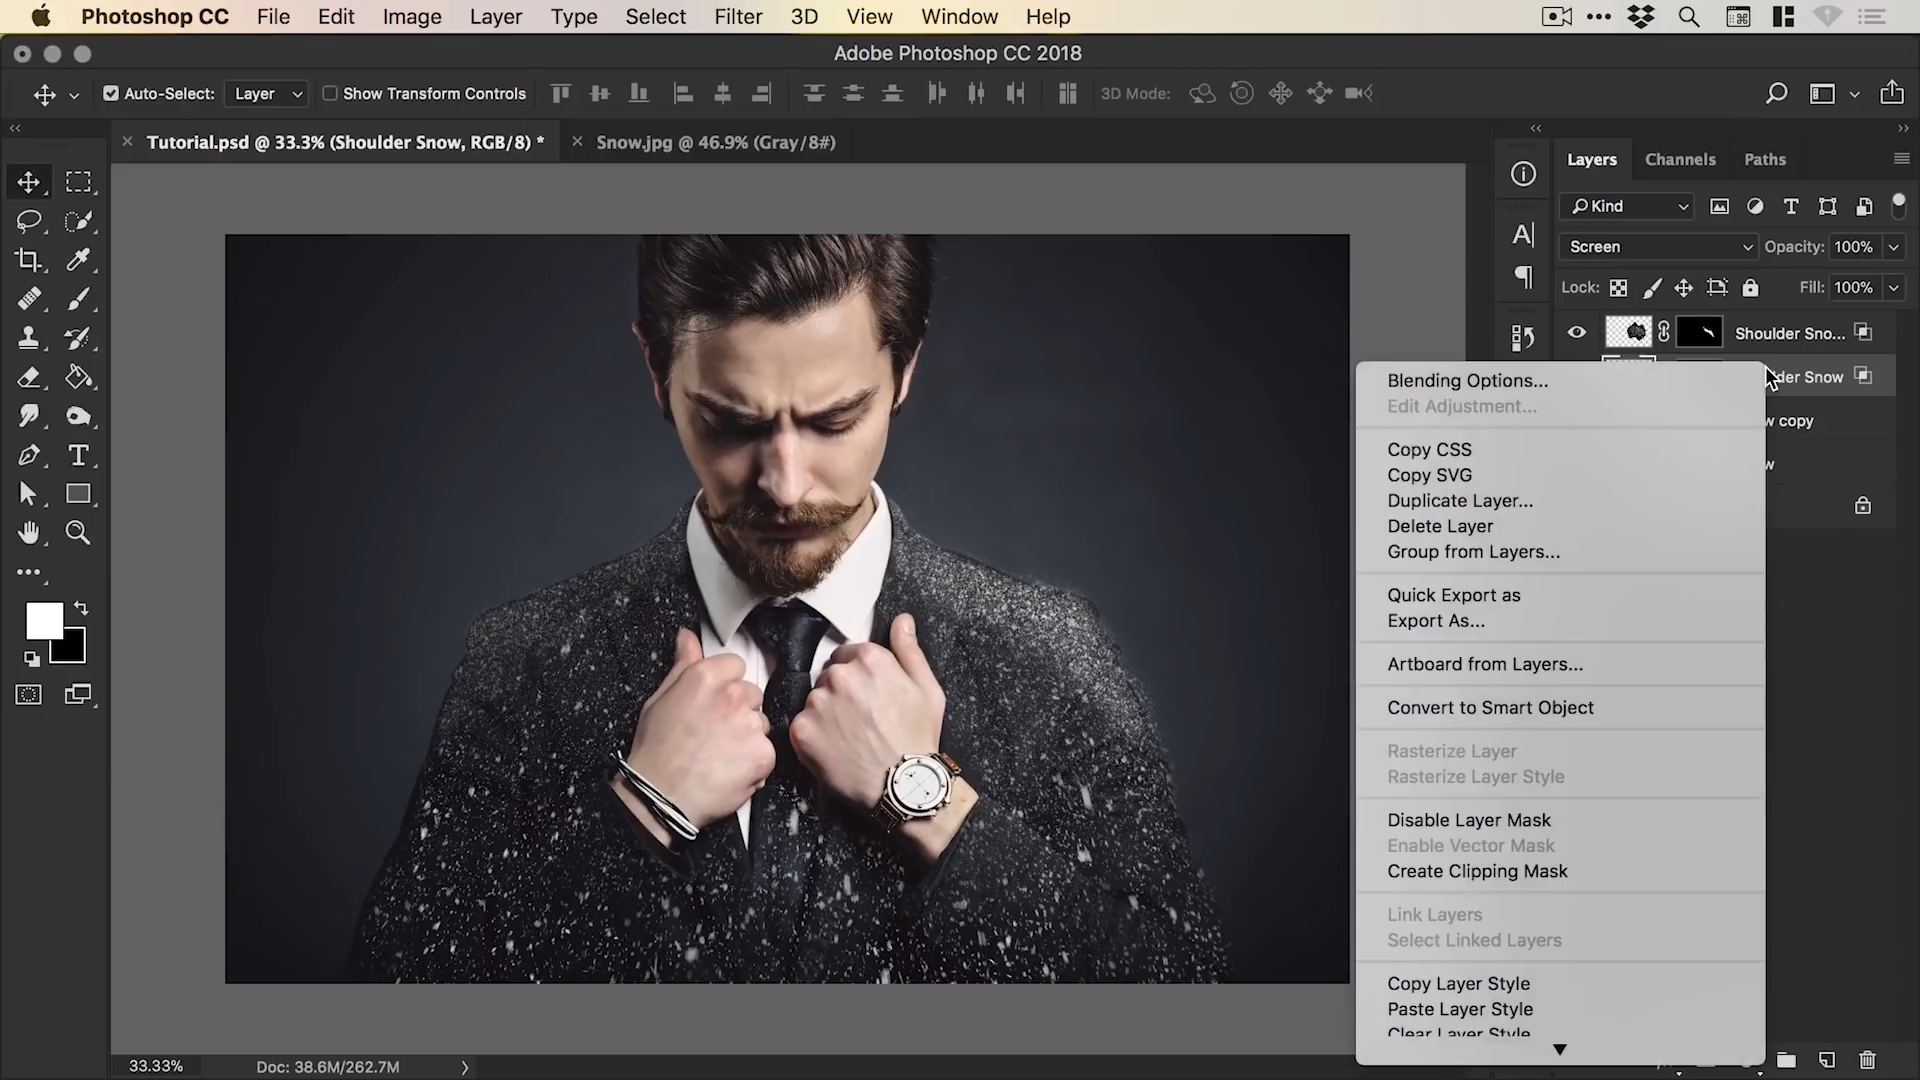 Photoshop CC File Edit Image Layer Type Select Filter 3D View Window Help
Adobe Photoshop CC 2018
Auto-Select: Layer Show Transform Controls 3D Mode:
Tutorial.psd @ 33.3% (Shoulder Snow, RGB/8) * Snow.jpg @ 46.9% (Gray/8#)
Layers Channels Paths
Kind
Screen Opacity: 100%
Lock: Fill: 100%
Shoulder Sno...
der Snow
w copy
w
Blending Options...
Edit Adjustment...
Copy CSS
Copy SVG
Duplicate Layer...
Delete Layer
Group from Layers...
Quick Export as
Export As...
Artboard from Layers...
Convert to Smart Object
Rasterize Layer
Rasterize Layer Style
Disable Layer Mask
Enable Vector Mask
Create Clipping Mask
Link Layers
Select Linked Layers
Copy Layer Style
Paste Layer Style
Clear Layer Style
33.33% Doc: 38.6M/262.7M